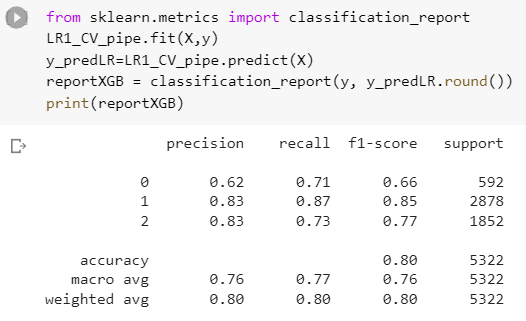 from sklearn.metrics import classification_report
LR1_CV_pipe.fit(X,y)
y_predLR=LR1_CV_pipe.predict(X)
reportXGB = classification_report(y, y_predLR.round())
print(reportXGB)
precision recall f1-score support
0 0.62 0.71 0.66 592
1 0.83 0.87 0.85 2878
2 0.83 0.73 0.77 1852
accuracy 0.80 5322
macro avg 0.76 0.77 0.76 5322
weighted avg 0.80 0.80 0.80 5322